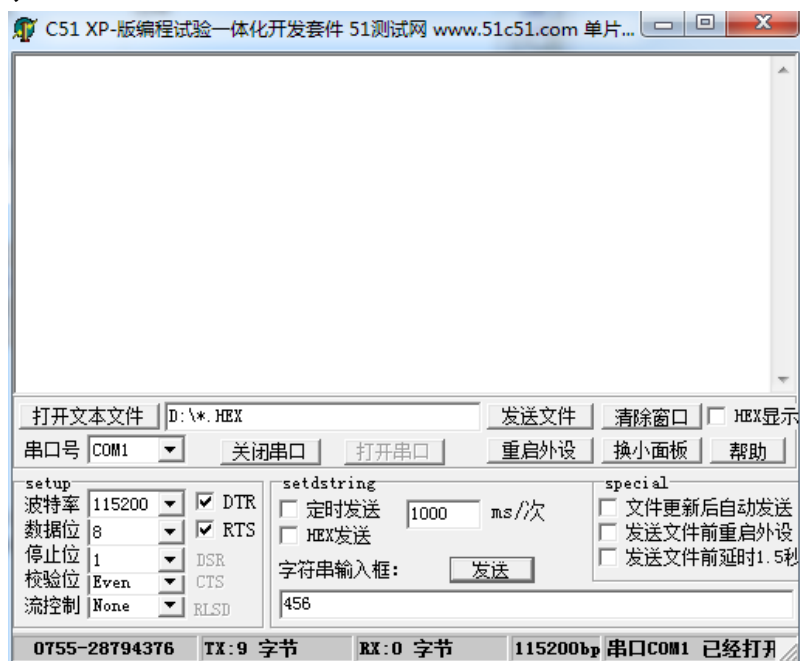 C51 XP-版编程试验一体化开发套件 51测试网 www.51c51.com 单片...
打开文本文件 D:\*.HEX 发送文件 清除窗口 HEX显示
串口号 COM1 关闭串口 打开串口 重启外设 换小面板 帮助
setup setdstring special
波特率 115200 DTR 定时发送 1000 ms/次 文件更新后自动发送
数据位 8 RTS HEX发送 发送文件前重启外设
停止位 1 DSR 字符串输入框: 发送 发送文件前延时1.5秒
校验位 Even CTS
流控制 None RLSD 456
0755-28794376 TX:9 字节 RX:0 字节 115200bp 串口COM1 已经打开